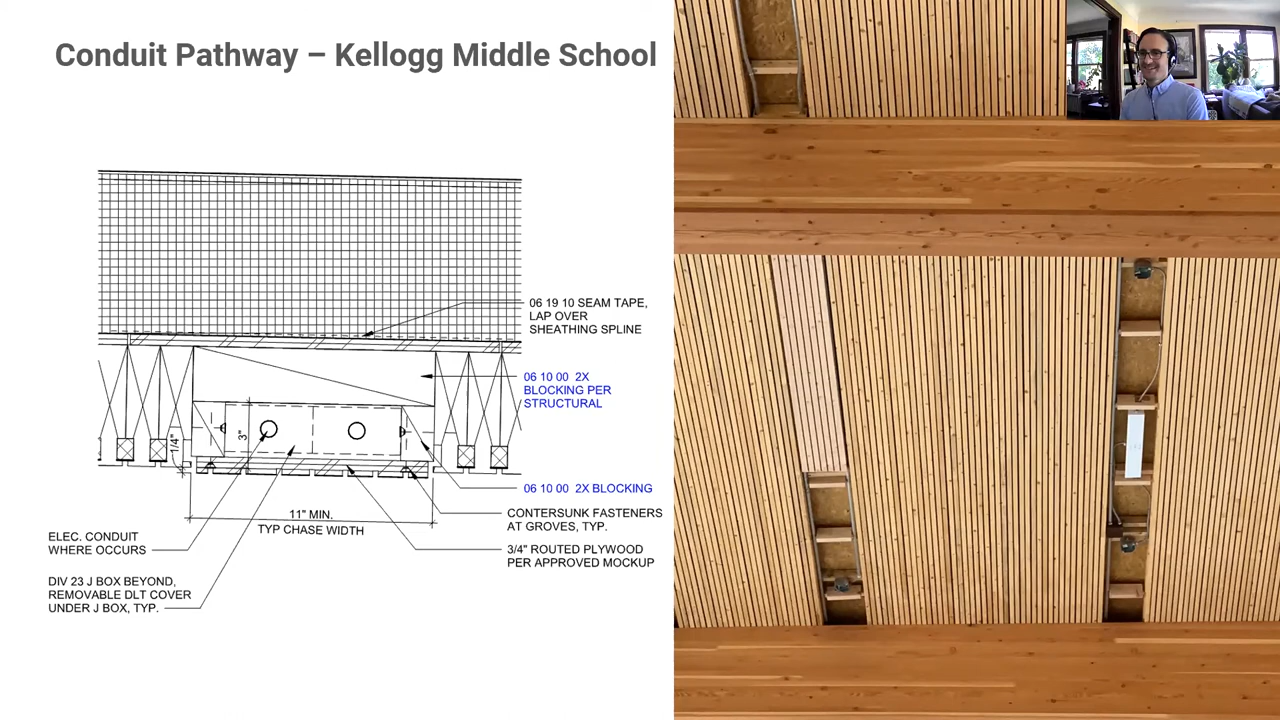 Conduit Pathway – Kellogg Middle School
06 19 10 SEAM TAPE,
LAP OVER
SHEATHING SPLINE
06 10 00 2X
BLOCKING PER
STRUCTURAL
1/4"
3"
06 10 00 2X BLOCKING
11" MIN.
TYP CHASE WIDTH
CONTERSUNK FASTENERS
AT GROVES, TYP.
ELEC. CONDUIT
WHERE OCCURS
3/4" ROUTED PLYWOOD
PER APPROVED MOCKUP
DIV 23 J BOX BEYOND,
REMOVABLE DLT COVER
UNDER J BOX, TYP.